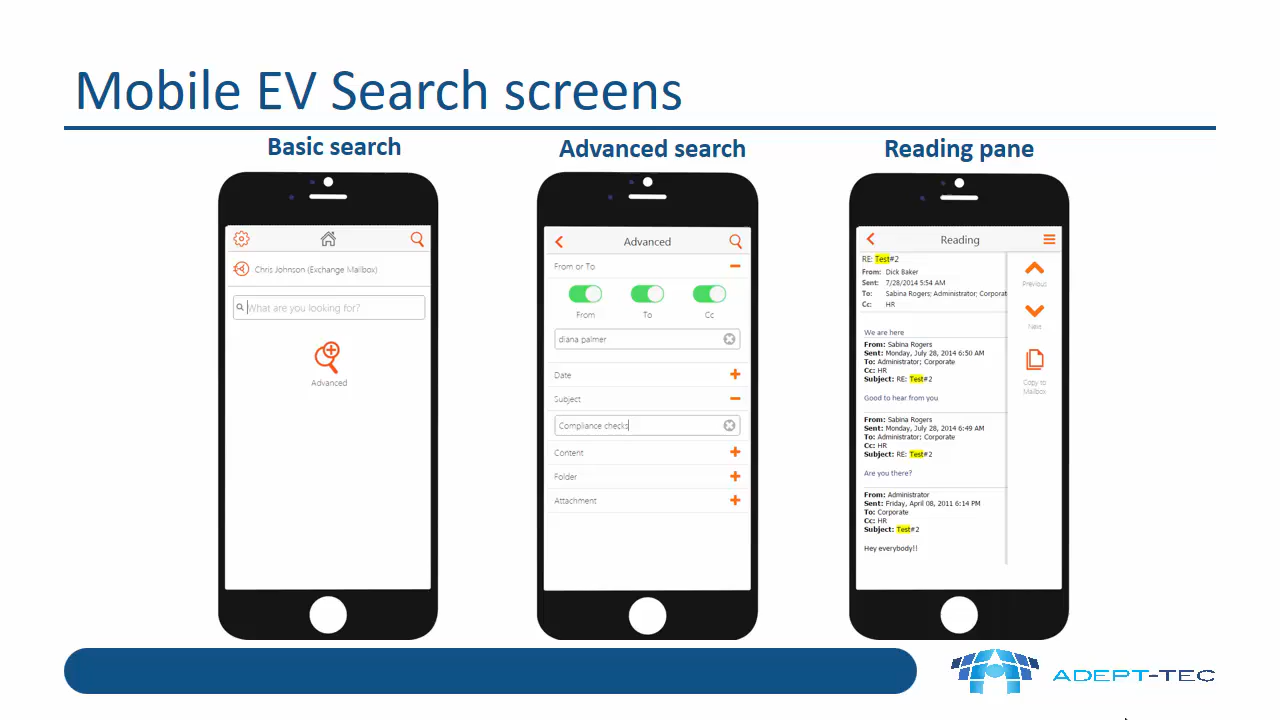 Mobile EV Search screens
Basic search
Chris Johnson (Exchange Mailbox)
What are you looking for?
Advanced
Advanced search
Advanced
From or To
From To Cc
diana palmer
Date
Subject
Compliance checks
Content
Folder
Attachment
Reading pane
Reading
RE: Test#2
From: Dick Baker
Sent: 7/28/2014 5:54 AM
To: Sabina Rogers; Administrator; Corporat
Cc: HR
We are here
From: Sabina Rogers
Sent: Monday, July 28, 2014 6:50 AM
To: Administrator; Corporate
Cc: HR
Subject: RE: Test#2
Good to hear from you
From: Sabina Rogers
Sent: Monday, July 28, 2014 6:49 AM
To: Administrator; Corporate
Cc: HR
Subject: RE: Test#2
Are you there?
From: Administrator
Sent: Friday, April 08, 2011 6:14 PM
To: Corporate
Cc: HR
Subject: Test#2
Hey everybody!!
Previous
Next
Copy to
Mailbox
ADEPT-TEC